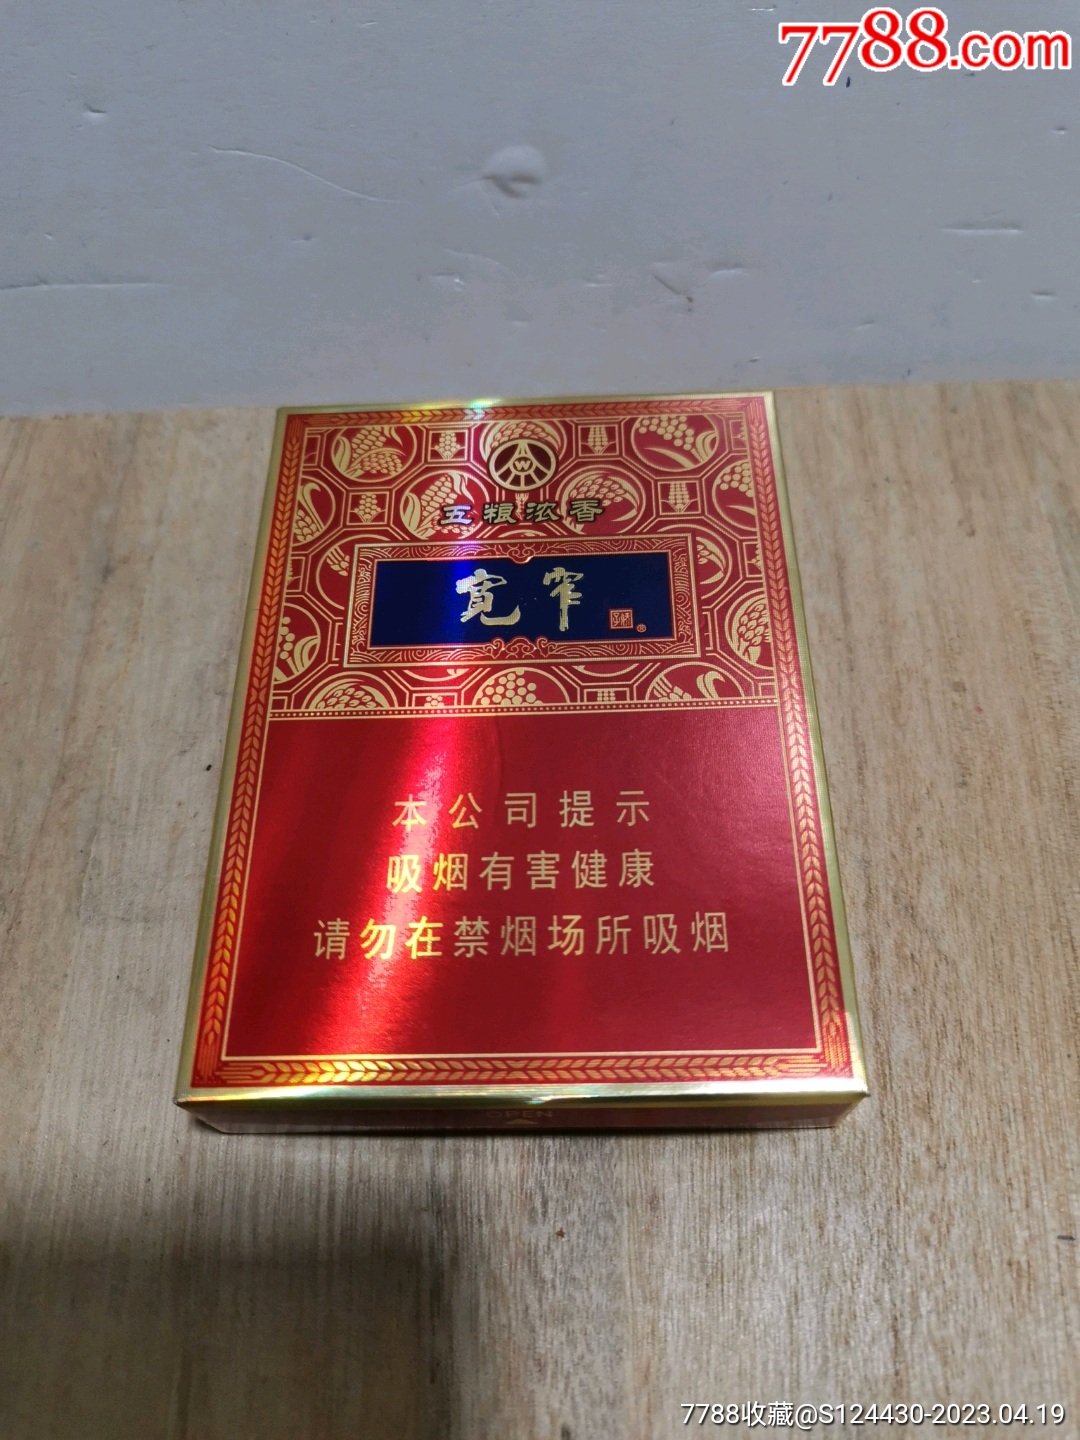 7788.com
W
五粮浓香
寬窄
®
本公司提示
吸烟有害健康
请勿在禁烟场所吸烟
OPEN
7788收藏@S124430-2023.04.19